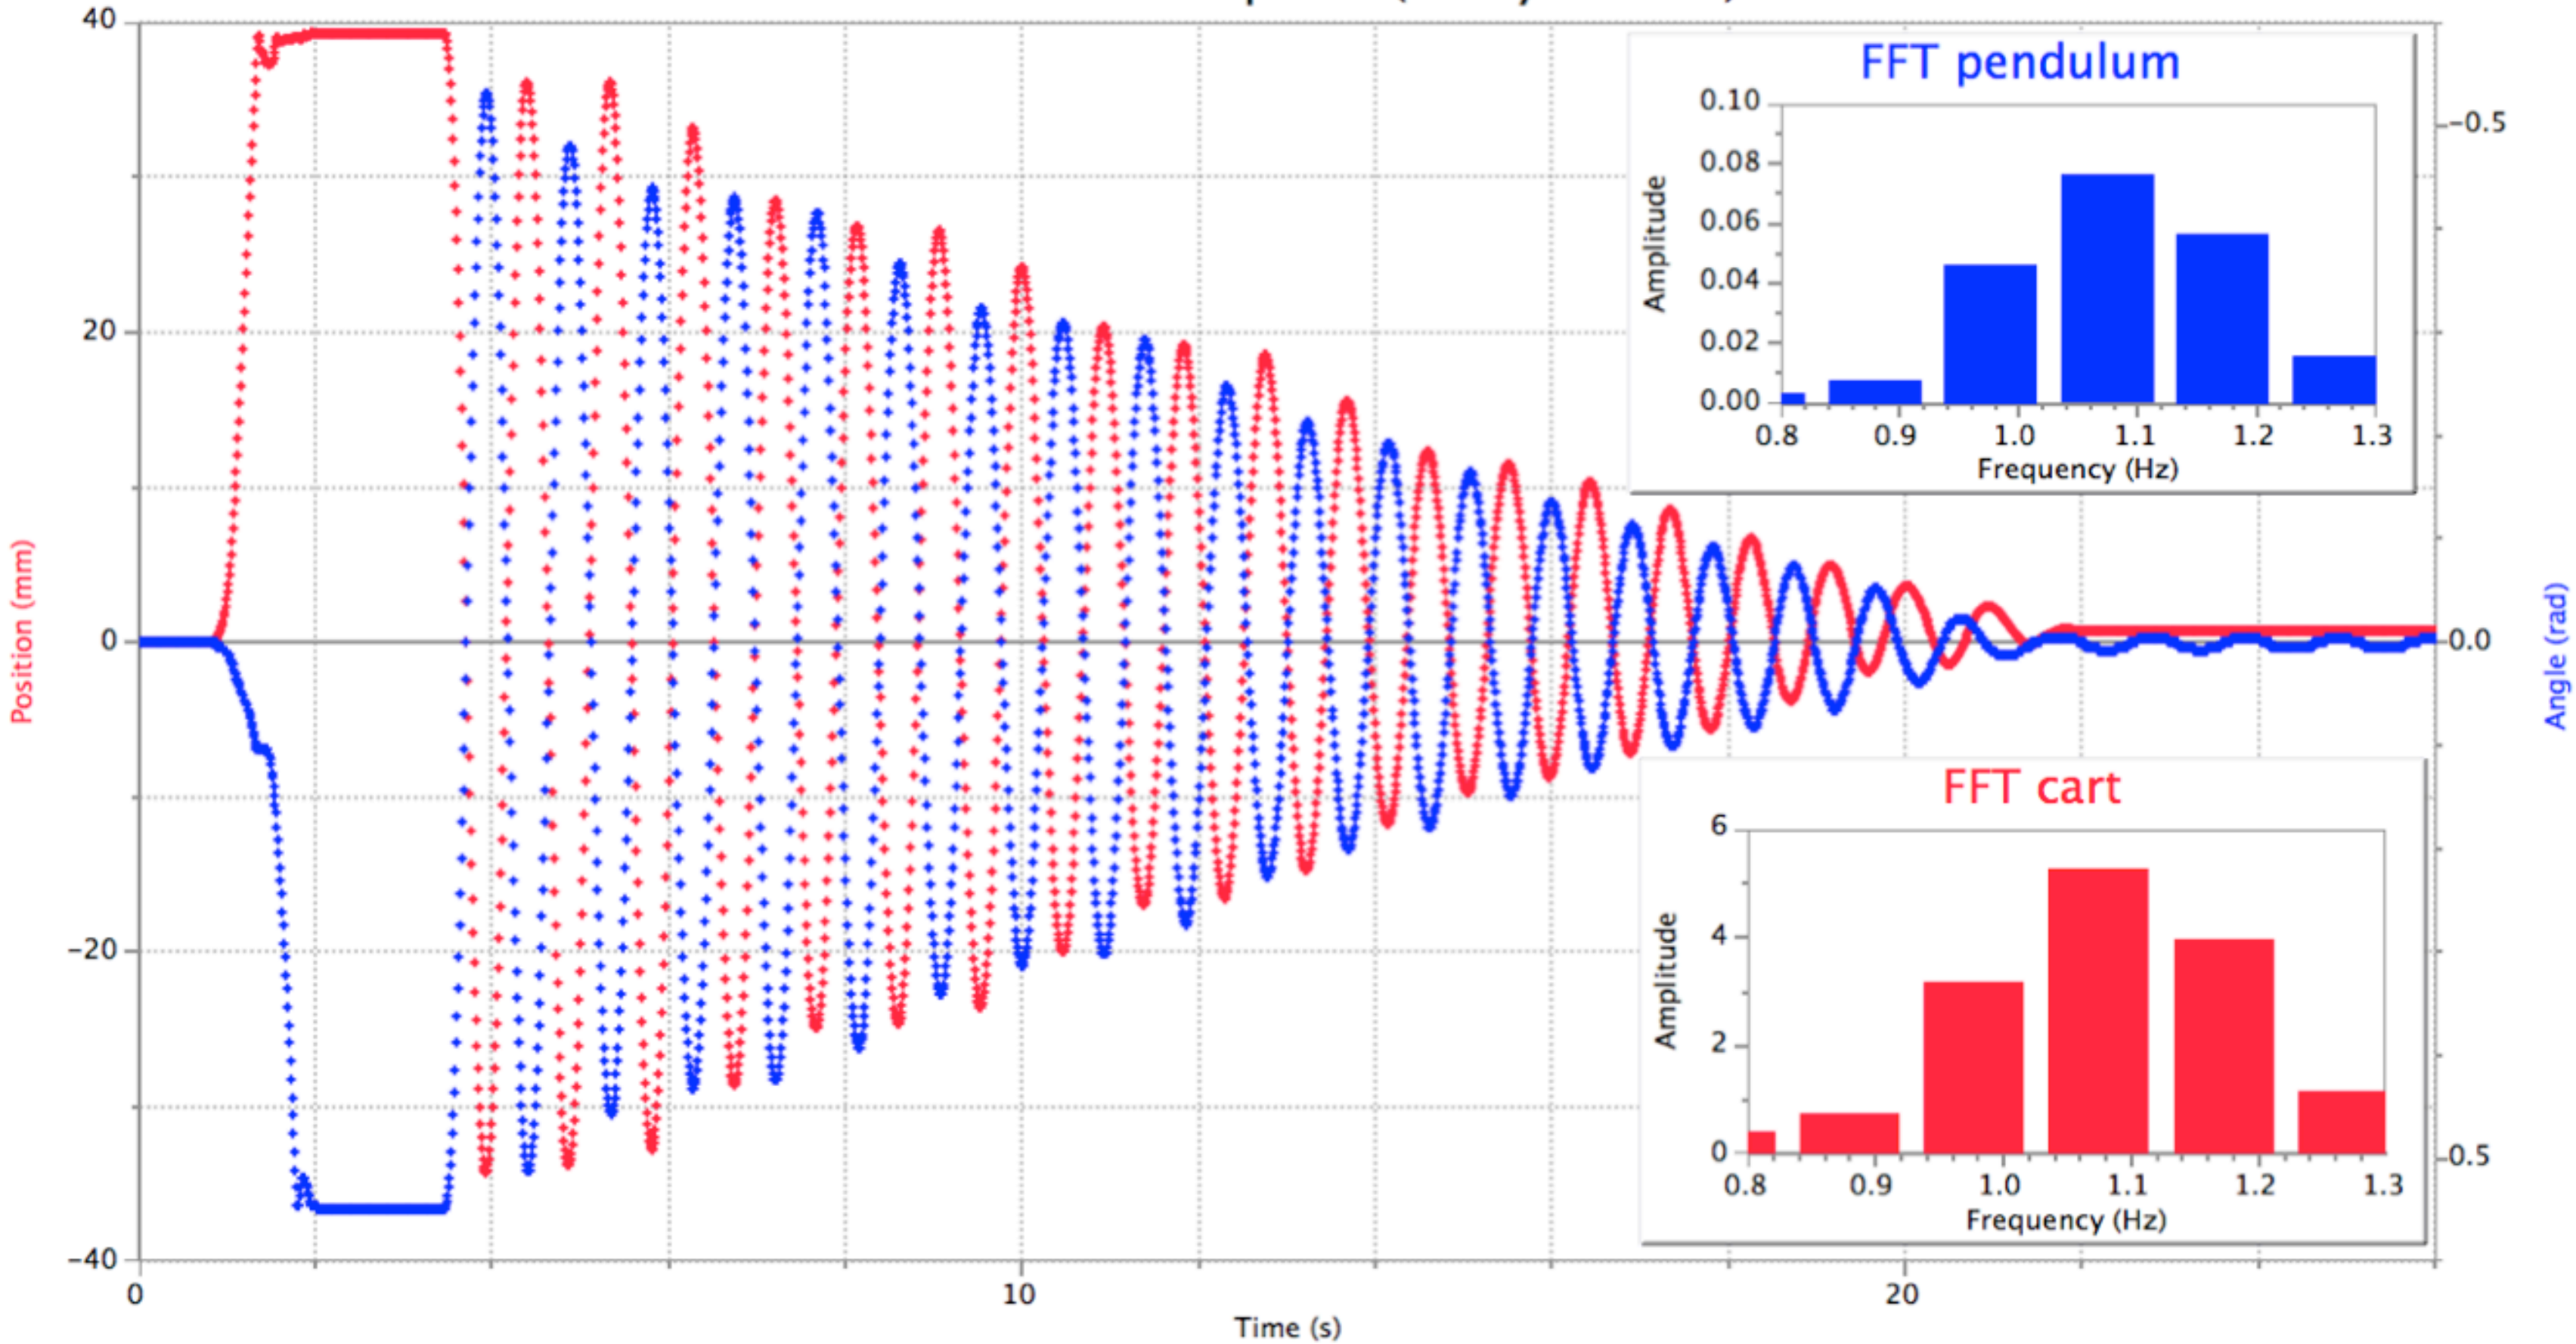 40
20
0
−20
−40
Position (mm)
0
10
20
Time (s)
−0.5
0.0
0.5
Angle (rad)
FFT pendulum
0.10
0.08
0.06
0.04
0.02
0.00
Amplitude
0.8 0.9 1.0 1.1 1.2 1.3
Frequency (Hz)
FFT cart
6
4
2
0
Amplitude
0.8 0.9 1.0 1.1 1.2 1.3
Frequency (Hz)